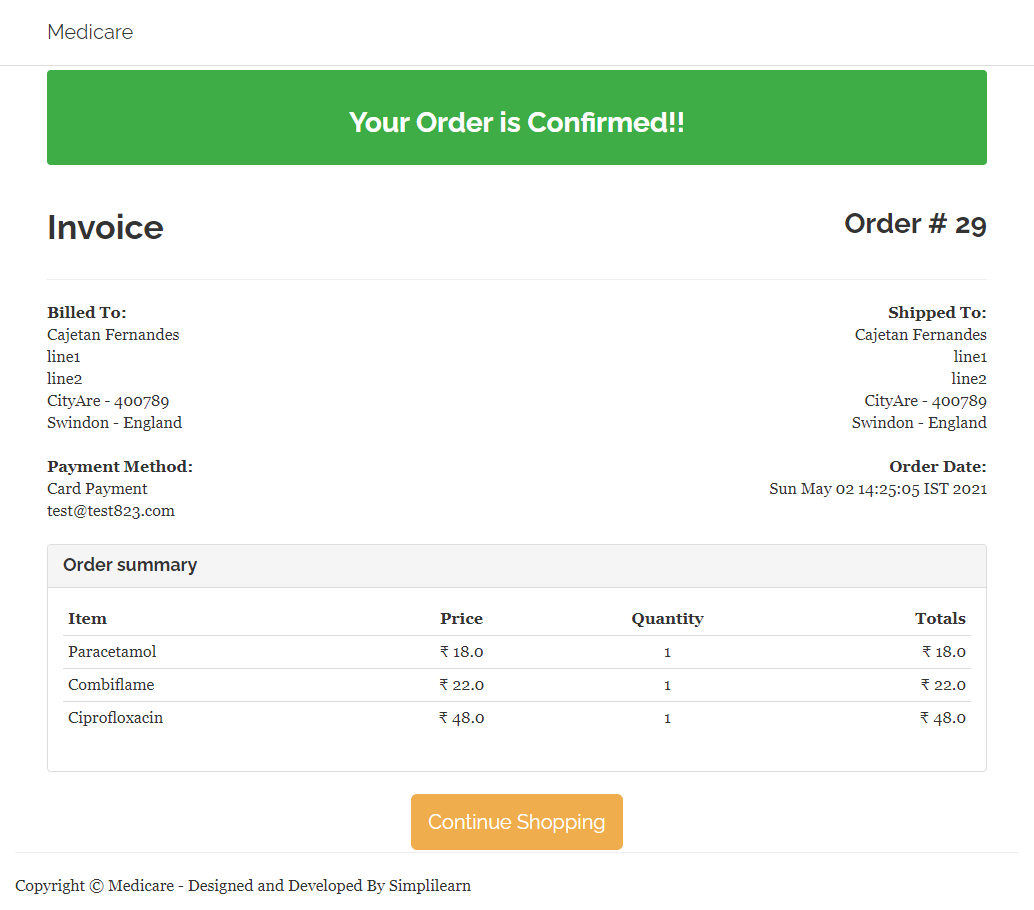 Medicare
Your Order is Confirmed!!
Invoice
Order # 29
Billed To:
Cajetan Fernandes
line1
line2
CityAre - 400789
Swindon - England
Shipped To:
Cajetan Fernandes
line1
line2
CityAre - 400789
Swindon - England
Payment Method:
Card Payment
test@test823.com
Order Date:
Sun May 02 14:25:05 IST 2021
Order summary
Item Price Quantity Totals
Paracetamol ₹ 18.0 1 ₹ 18.0
Combiflame ₹ 22.0 1 ₹ 22.0
Ciprofloxacin ₹ 48.0 1 ₹ 48.0
Continue Shopping
Copyright © Medicare - Designed and Developed By Simplilearn